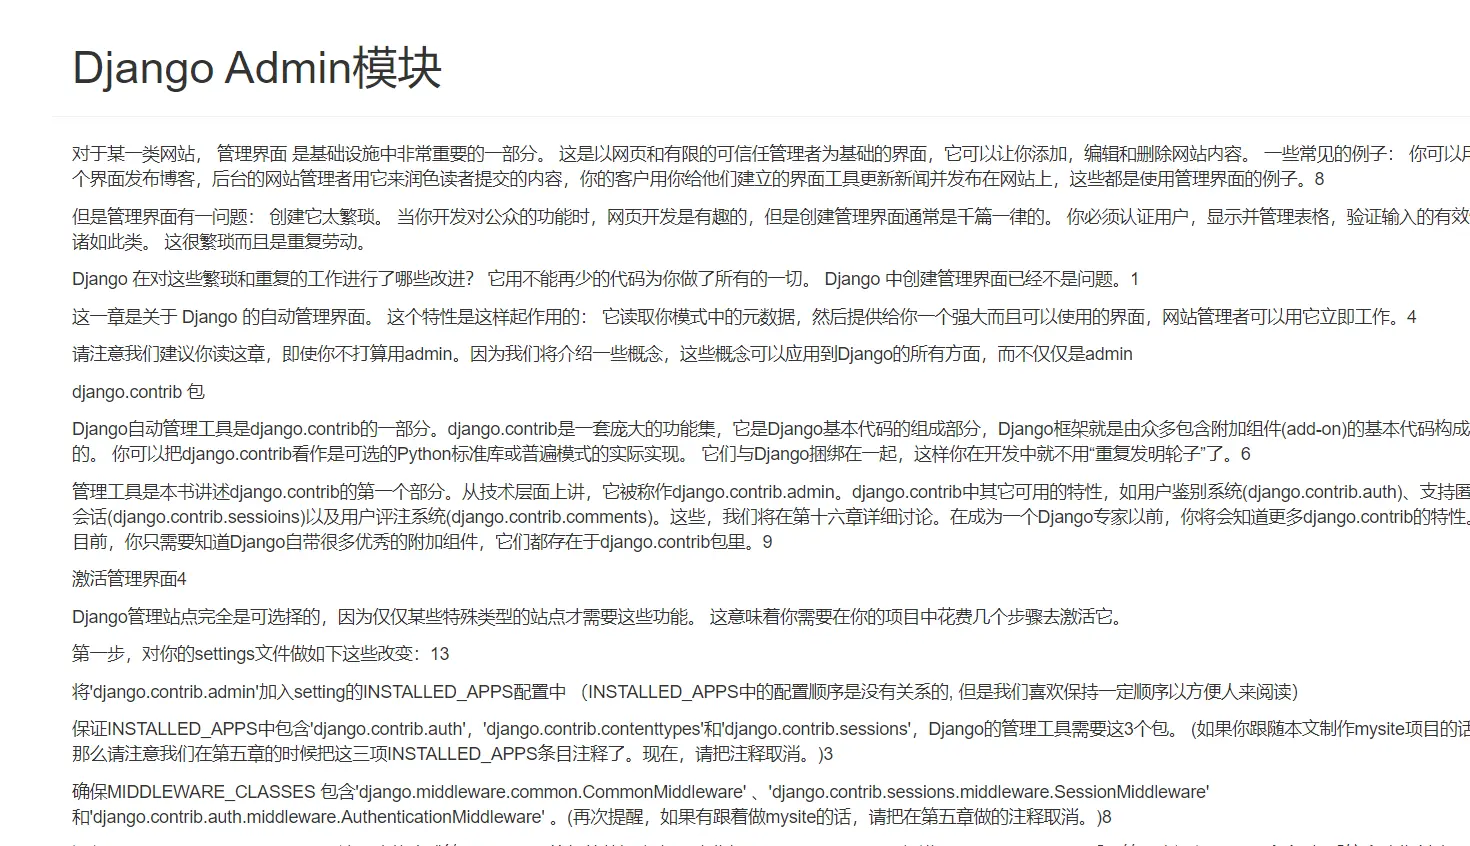 Django Admin模块
对于某一类网站， 管理界面 是基础设施中非常重要的一部分。 这是以网页和有限的可信任管理者为基础的界面，它可以让你添加，编辑和删除网站内容。 一些常见的例子： 你可以用
个界面发布博客，后台的网站管理者用它来润色读者提交的内容，你的客户用你给他们建立的界面工具更新新闻并发布在网站上，这些都是使用管理界面的例子。8
但是管理界面有一问题： 创建它太繁琐。 当你开发对公众的功能时，网页开发是有趣的，但是创建管理界面通常是千篇一律的。 你必须认证用户，显示并管理表格，验证输入的有效
诸如此类。 这很繁琐而且是重复劳动。
Django 在对这些繁琐和重复的工作进行了哪些改进？ 它用不能再少的代码为你做了所有的一切。 Django 中创建管理界面已经不是问题。1
这一章是关于 Django 的自动管理界面。 这个特性是这样起作用的： 它读取你模式中的元数据，然后提供给你一个强大而且可以使用的界面，网站管理者可以用它立即工作。4
请注意我们建议你读这章，即使你不打算用admin。因为我们将介绍一些概念，这些概念可以应用到Django的所有方面，而不仅仅是admin
django.contrib 包
Django自动管理工具是django.contrib的一部分。django.contrib是一套庞大的功能集，它是Django基本代码的组成部分，Django框架就是由众多包含附加组件(add-on)的基本代码构成
的。 你可以把django.contrib看作是可选的Python标准库或普遍模式的实际实现。 它们与Django捆绑在一起，这样你在开发中就不用“重复发明轮子”了。6
管理工具是本书讲述django.contrib的第一个部分。从技术层面上讲，它被称作django.contrib.admin。django.contrib中其它可用的特性，如用户鉴别系统(django.contrib.auth)、支持匿
会话(django.contrib.sessioins)以及用户评注系统(django.contrib.comments)。这些，我们将在第十六章详细讨论。在成为一个Django专家以前，你将会知道更多django.contrib的特性。
目前，你只需要知道Django自带很多优秀的附加组件，它们都存在于django.contrib包里。9
激活管理界面4
Django管理站点完全是可选择的，因为仅仅某些特殊类型的站点才需要这些功能。 这意味着你需要在你的项目中花费几个步骤去激活它。
第一步，对你的settings文件做如下这些改变：13
将'django.contrib.admin'加入setting的INSTALLED_APPS配置中 （INSTALLED_APPS中的配置顺序是没有关系的, 但是我们喜欢保持一定顺序以方便人来阅读）
保证INSTALLED_APPS中包含'django.contrib.auth'，'django.contrib.contenttypes'和'django.contrib.sessions'，Django的管理工具需要这3个包。 (如果你跟随本文制作mysite项目的话
那么请注意我们在第五章的时候把这三项INSTALLED_APPS条目注释了。现在，请把注释取消。)3
确保MIDDLEWARE_CLASSES 包含'django.middleware.common.CommonMiddleware' 、'django.contrib.sessions.middleware.SessionMiddleware'
和'django.contrib.auth.middleware.AuthenticationMiddleware' 。(再次提醒，如果有跟着做mysite的话，请把在第五章做的注释取消。)8